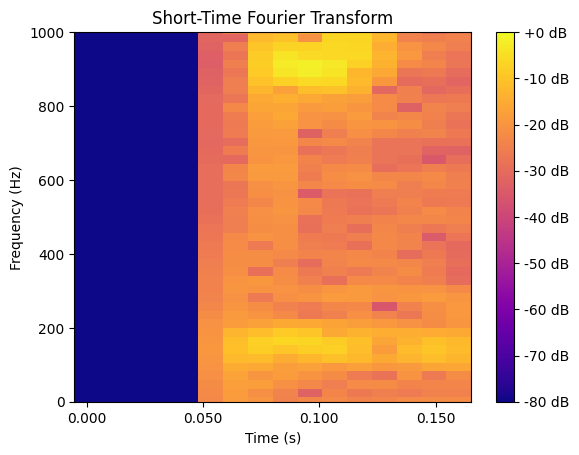 Short-Time Fourier Transform
1000
800
600
400
200
0
Frequency (Hz)
0.000
0.050
0.100
0.150
Time (s)
+0 dB
-10 dB
-20 dB
-30 dB
-40 dB
-50 dB
-60 dB
-70 dB
-80 dB